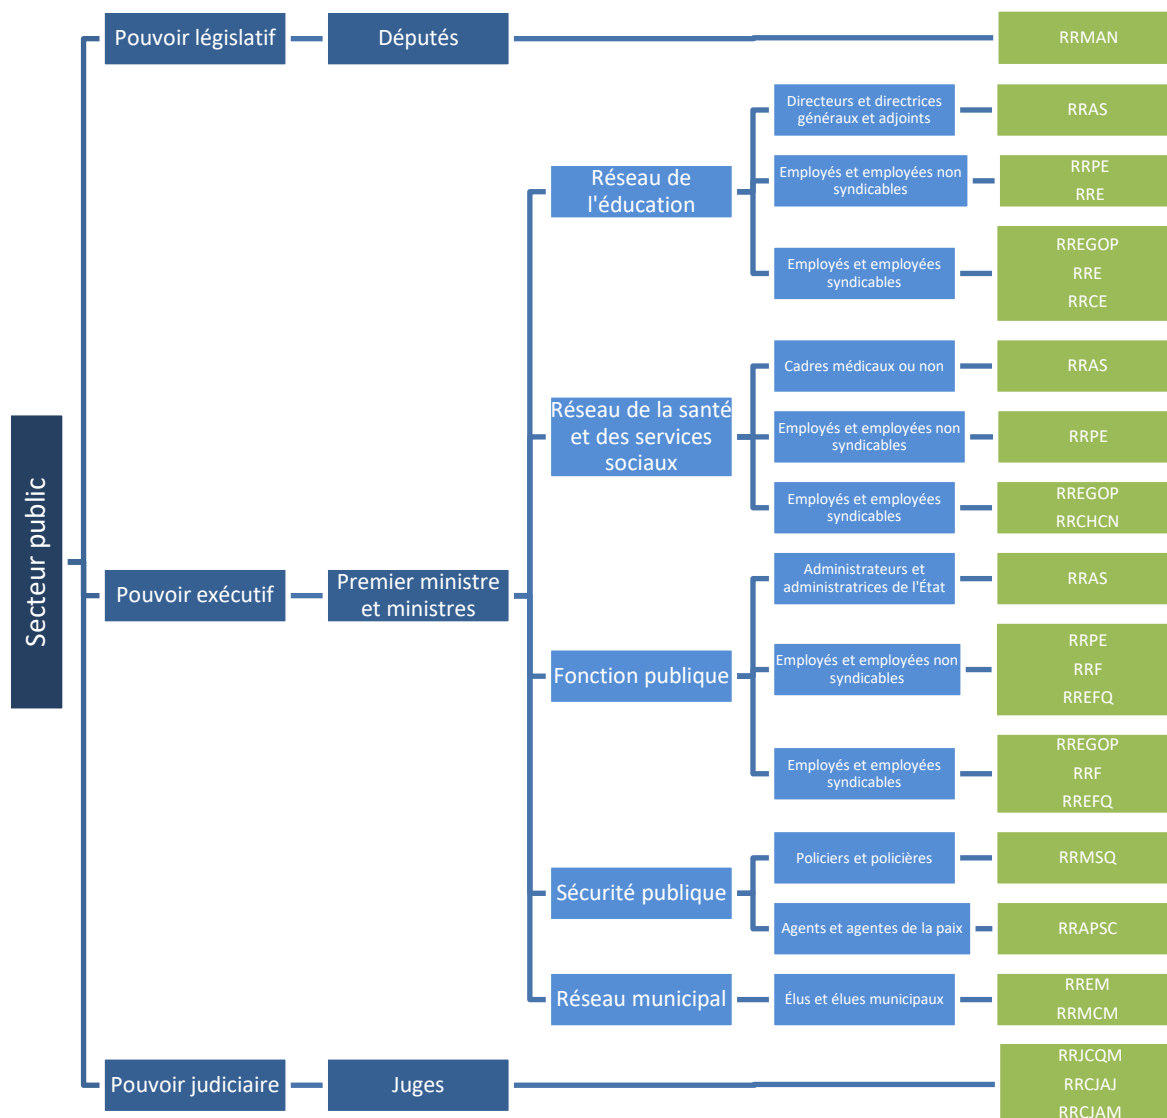 Secteur public
Pouvoir législatif
Députés
RRMAN
Pouvoir exécutif
Premier ministre
et ministres
Réseau de
l'éducation
Directeurs et directrices
généraux et adjoints
RRAS
Employés et employées non
syndicables
RRPE
RRE
Employés et employées
syndicables
RREGOP
RRE
RRCE
Réseau de la santé
et des services
sociaux
Cadres médicaux ou non
RRAS
Employés et employées non
syndicables
RRPE
Employés et employées
syndicables
RREGOP
RRCHCN
Fonction publique
Administrateurs et
administratrices de l'État
RRAS
Employés et employées non
syndicables
RRPE
RRF
RREFQ
Employés et employées
syndicables
RREGOP
RRF
RREFQ
Sécurité publique
Policiers et policières
RRMSQ
Agents et agentes de la paix
RRAPSC
Réseau municipal
Élus et élues municipaux
RREM
RRMCM
Pouvoir judiciaire
Juges
RRJCQM
RRCJAJ
RRCJAM